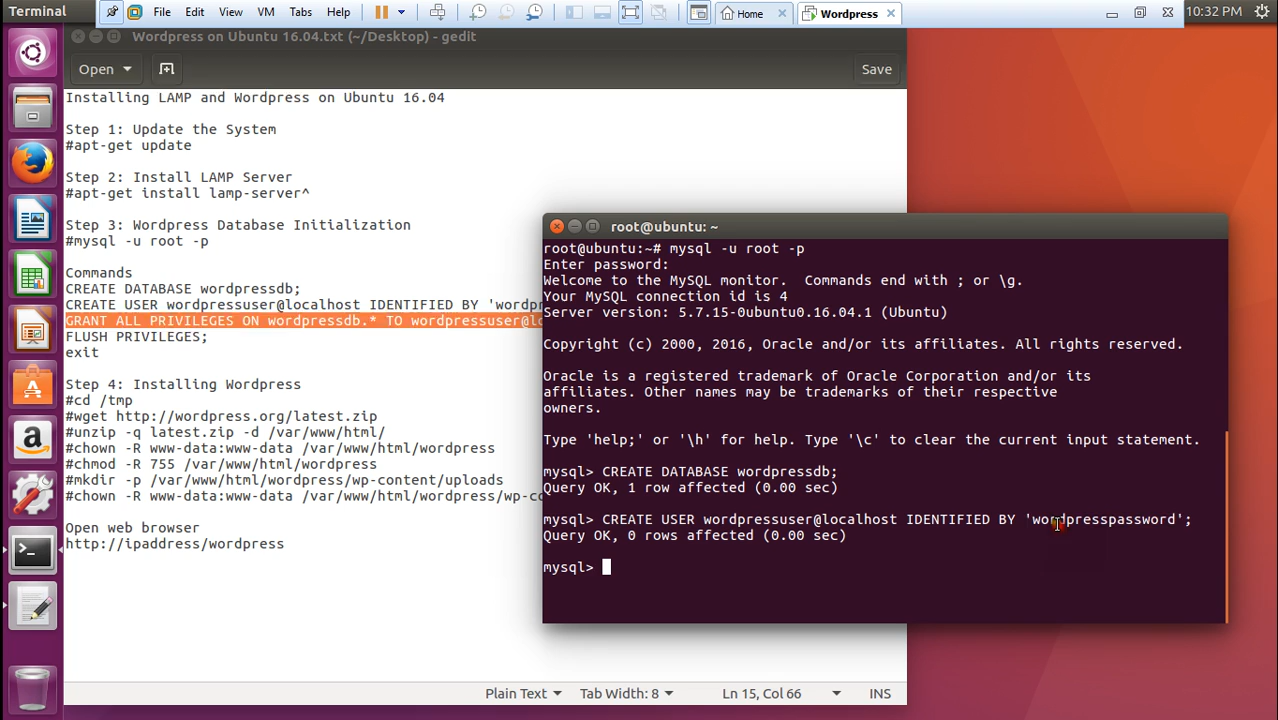 Terminal
File Edit View VM Tabs Help
Home
Wordpress
10:32 PM
Wordpress on Ubuntu 16.04.txt (~/Desktop) - gedit
Open
Save
Installing LAMP and Wordpress on Ubuntu 16.04
Step 1: Update the System
#apt-get update
Step 2: Install LAMP Server
#apt-get install lamp-server^
Step 3: Wordpress Database Initialization
#mysql -u root -p
Commands
CREATE DATABASE wordpressdb;
CREATE USER wordpressuser@localhost IDENTIFIED BY 'wordpr
GRANT ALL PRIVILEGES ON wordpressdb.* TO wordpressuser@lo
FLUSH PRIVILEGES;
exit
Step 4: Installing Wordpress
#cd /tmp
#wget http://wordpress.org/latest.zip
#unzip -q latest.zip -d /var/www/html/
#chown -R www-data:www-data /var/www/html/wordpress
#chmod -R 755 /var/www/html/wordpress
#mkdir -p /var/www/html/wordpress/wp-content/uploads
#chown -R www-data:www-data /var/www/html/wordpress/wp-co
Open web browser
http://ipaddress/wordpress
Plain Text
Tab Width: 8
Ln 15, Col 66
INS
root@ubuntu: ~
root@ubuntu:~# mysql -u root -p
Enter password:
Welcome to the MySQL monitor.  Commands end with ; or \g.
Your MySQL connection id is 4
Server version: 5.7.15-0ubuntu0.16.04.1 (Ubuntu)
Copyright (c) 2000, 2016, Oracle and/or its affiliates. All rights reserved.
Oracle is a registered trademark of Oracle Corporation and/or its
affiliates. Other names may be trademarks of their respective
owners.
Type 'help;' or '\h' for help. Type '\c' to clear the current input statement.
mysql> CREATE DATABASE wordpressdb;
Query OK, 1 row affected (0.00 sec)
mysql> CREATE USER wordpressuser@localhost IDENTIFIED BY 'wordpresspassword';
Query OK, 0 rows affected (0.00 sec)
mysql>